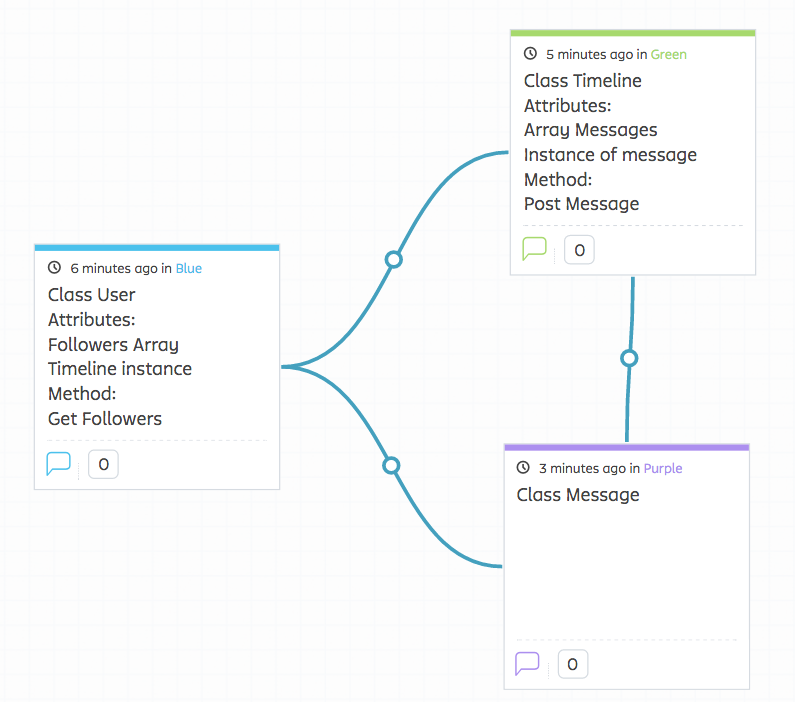 5 minutes ago in Green
Class Timeline
Attributes:
Array Messages
Instance of message
Method:
Post Message
0
6 minutes ago in Blue
Class User
Attributes:
Followers Array
Timeline instance
Method:
Get Followers
0
3 minutes ago in Purple
Class Message
0